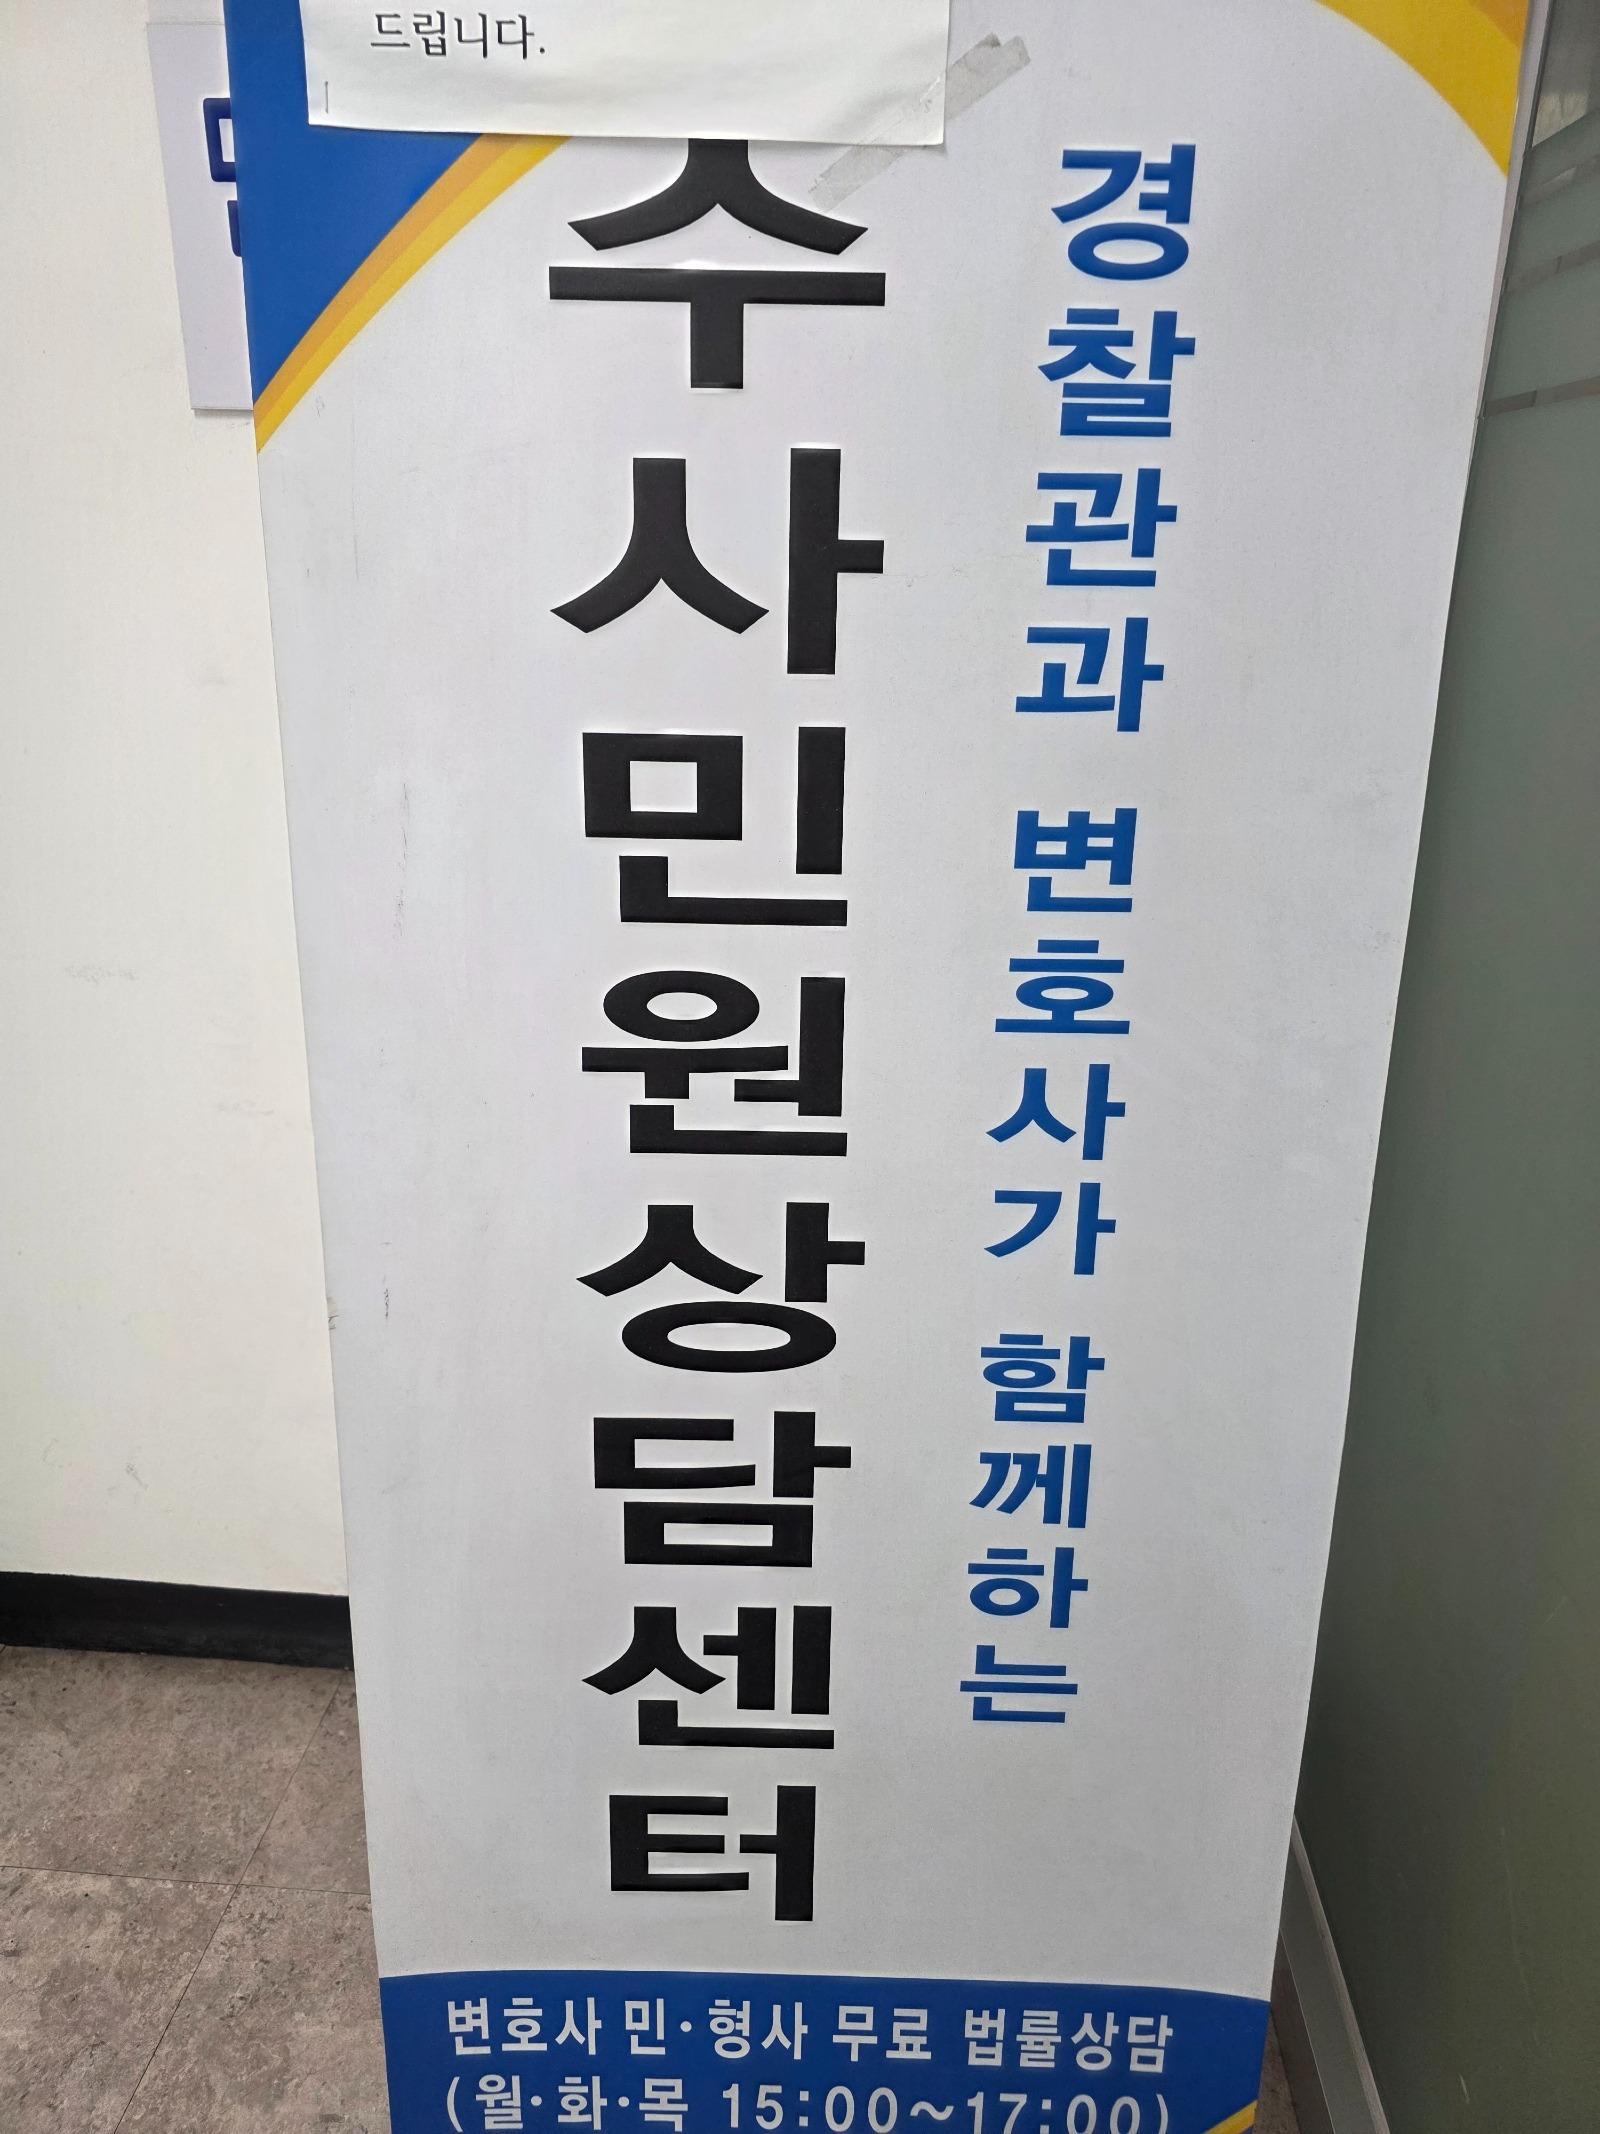 드립니다.
경찰관과 변호사가 함께하는
수사민원상담센터
변호사 민·형사 무료 법률상담
(월·화·목 15:00~17:00)